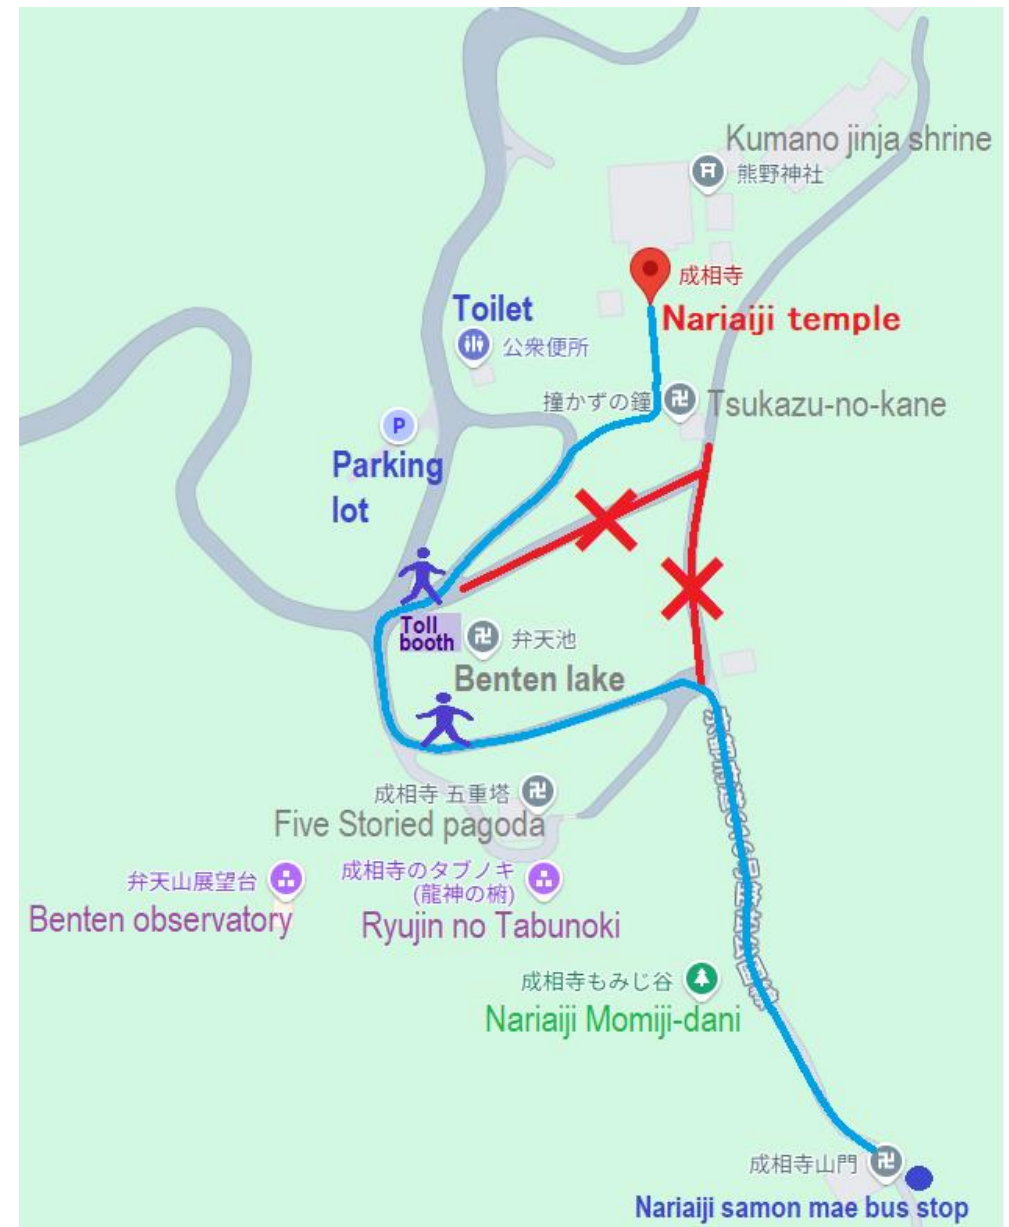 Kumano jinja shrine
熊野神社
成相寺
Nariaiji temple
Toilet
公衆便所
撞かずの鐘
Tsukazu-no-kane
P
Parking
lot
Toll
booth
弁天池
Benten lake
成相寺 五重塔
Five Storied pagoda
弁天山展望台
Benten observatory
成相寺のタブノキ
(龍神の椨)
Ryujin no Tabunoki
成相寺もみじ谷
Nariaiji Momiji-dani
成相寺山門
Nariaiji samon mae bus stop